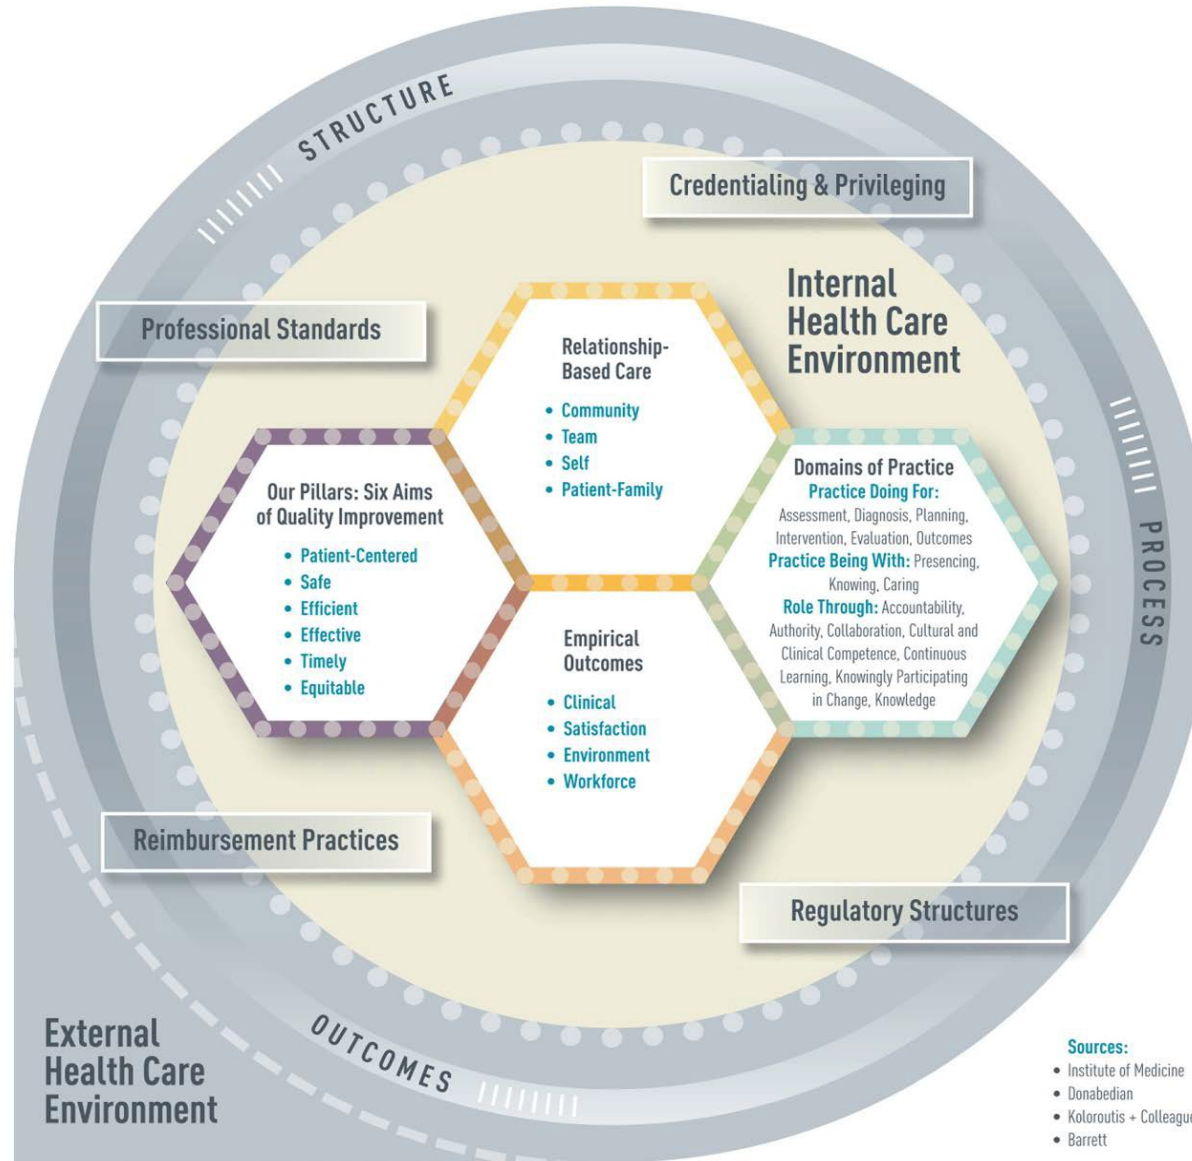 STRUCTURE
Credentialing & Privileging
Internal
Health Care
Environment
Professional Standards
Relationship-
Based Care
• Community
• Team
• Self
• Patient-Family
Our Pillars: Six Aims
of Quality Improvement
• Patient-Centered
• Safe
• Efficient
• Effective
• Timely
• Equitable
Domains of Practice
Practice Doing For:
Assessment, Diagnosis, Planning,
Intervention, Evaluation, Outcomes
Practice Being With: Presencing,
Knowing, Caring
Role Through: Accountability,
Authority, Collaboration, Cultural and
Clinical Competence, Continuous
Learning, Knowingly Participating
in Change, Knowledge
PROCESS
Empirical
Outcomes
• Clinical
• Satisfaction
• Environment
• Workforce
Reimbursement Practices
Regulatory Structures
OUTCOMES
External
Health Care
Environment
Sources:
• Institute of Medicine
• Donabedian
• Koloroutis + Colleague
• Barrett